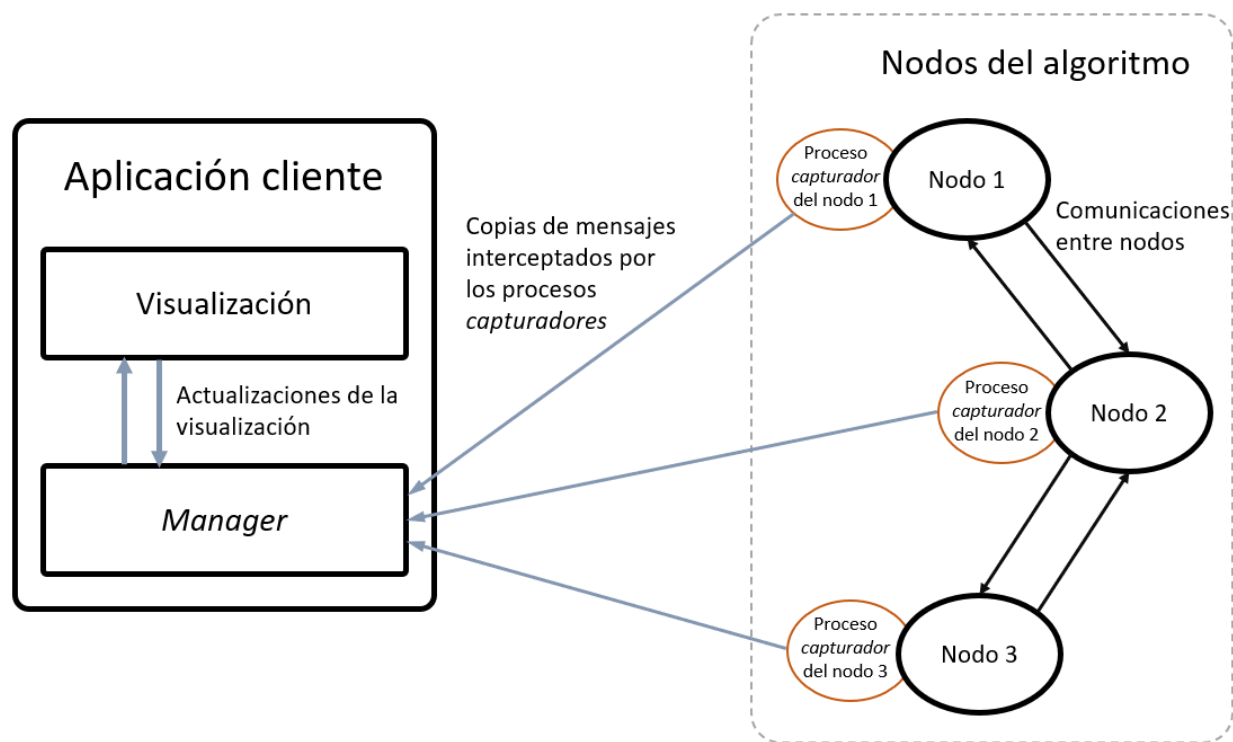 Nodos del algoritmo
Aplicación cliente
Visualización
Actualizaciones de la
visualización
Manager
Copias de mensajes
interceptados por
los procesos
capturadores
Proceso
capturador
del nodo 1
Nodo 1
Comunicaciones
entre nodos
Proceso
capturador
del nodo 2
Nodo 2
Proceso
capturador
del nodo 3
Nodo 3